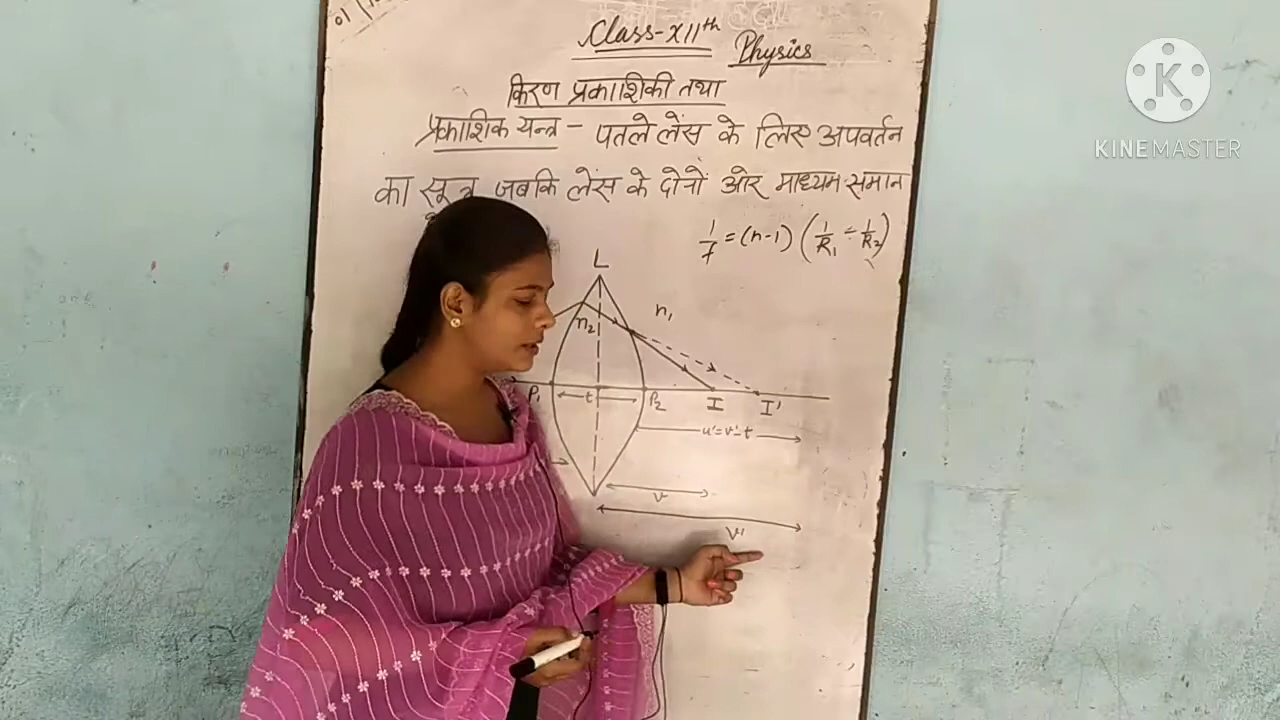 Class-XIIth
Physics
किरण प्रकाशिकी तथा
प्रकाशिक यन्त्र - पतले लेंस के लिए अपवर्तन
का सूत्र जबकि लेंस के दोनों ओर माध्यम समान
1/f = (n-1) (1/R₁ - 1/R₂)
L
n₁
n₂
P₁ t P₂ I I'
u'=v'-t
v
v'
K
KINEMASTER